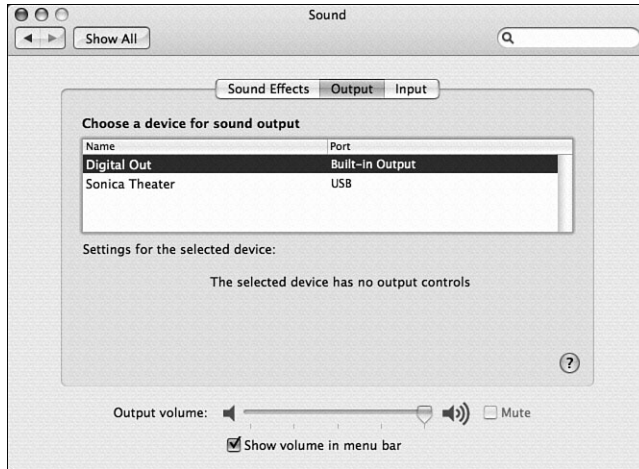 Sound
Show All
Sound Effects Output Input
Choose a device for sound output
Name Port
Digital Out Built-in Output
Sonica Theater USB
Settings for the selected device:
The selected device has no output controls
?
Output volume: Mute
Show volume in menu bar